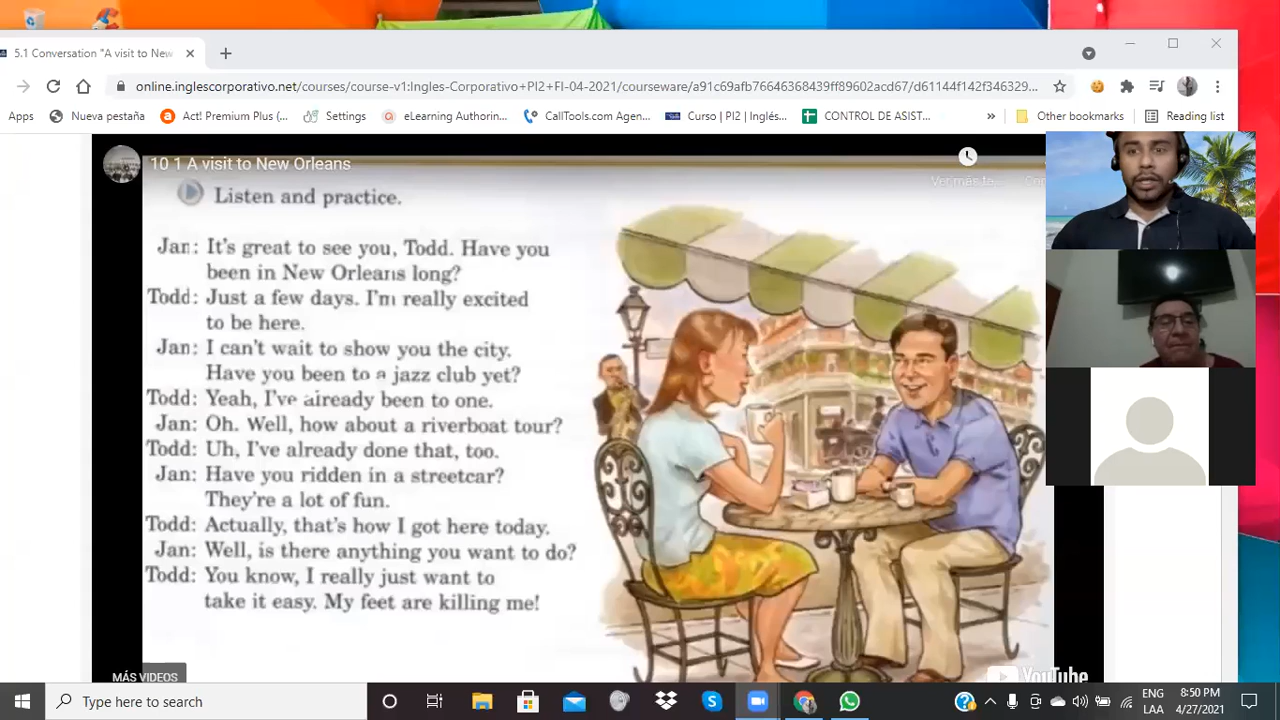 5.1 Conversation "A visit to New
online.inglescorporativo.net/courses/course-v1:Ingles-Corporativo+PI2+FI-04-2021/courseware/a91c69afb76646368439ff89602acd67/d61144f142f346329...
Apps
Nueva pestaña
Act! Premium Plus (...
Settings
eLearning Authorin...
CallTools.com Agen...
Curso | PI2 | Inglés...
CONTROL DE ASIST...
»
Other bookmarks
Reading list
10 1 A visit to New Orleans
Ver más ta...
Listen and practice.
Jan: It's great to see you, Todd. Have you
been in New Orleans long?
Todd: Just a few days. I'm really excited
to be here.
Jan: I can't wait to show you the city.
Have you been to a jazz club yet?
Todd: Yeah, I've already been to one.
Jan: Oh. Well, how about a riverboat tour?
Todd: Uh, I've already done that, too.
Jan: Have you ridden in a streetcar?
They're a lot of fun.
Todd: Actually, that's how I got here today.
Jan: Well, is there anything you want to do?
Todd: You know, I really just want to
take it easy. My feet are killing me!
MÁS VIDEOS
YouTube
Type here to search
ENG
LAA
8:50 PM
4/27/2021